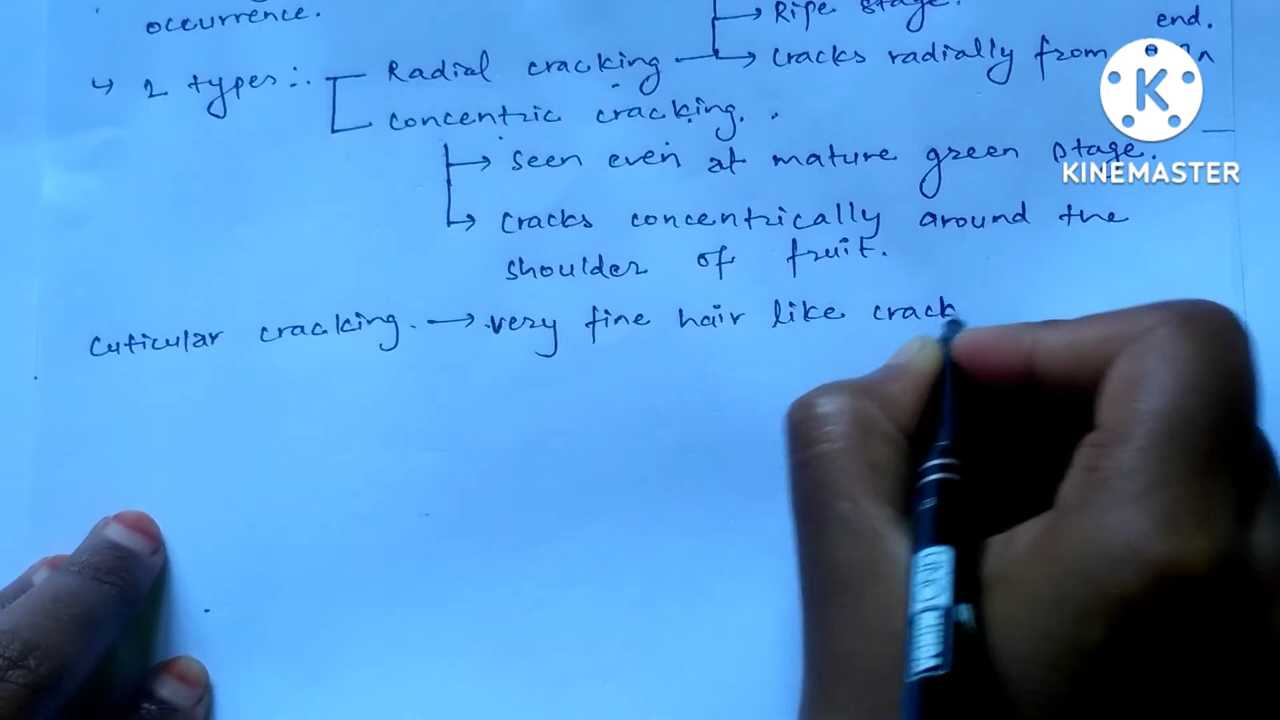 occurrence.
→ Ripe stage.
end.
↳ 2 types :. Radial cracking → cracks radially from
concentric cracking.
→ seen even at mature green stage.
→ cracks concentrically around the
shoulder of fruit.
cuticular cracking. → very fine hair like crack
K
KINEMASTER